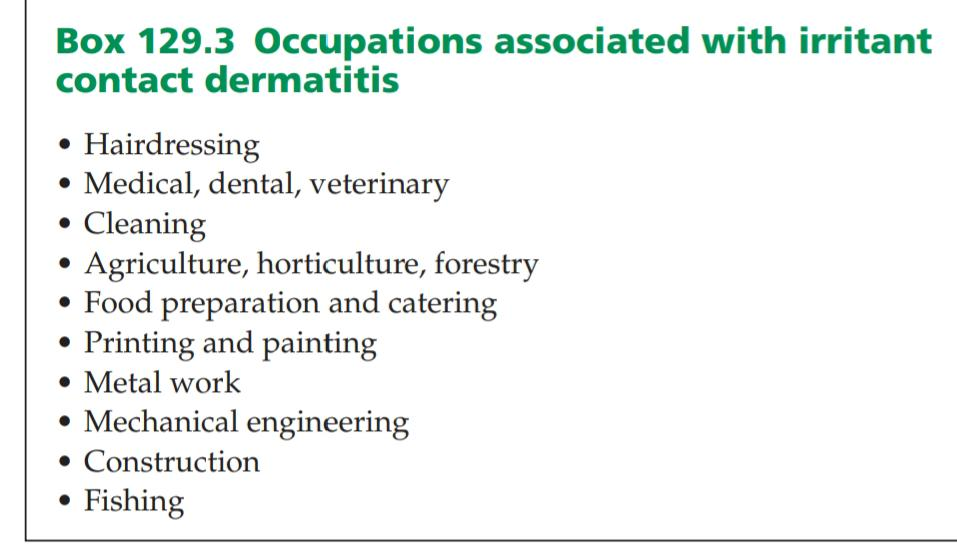 Box 129.3 Occupations associated with irritant
contact dermatitis
• Hairdressing
• Medical, dental, veterinary
• Cleaning
• Agriculture, horticulture, forestry
• Food preparation and catering
• Printing and painting
• Metal work
• Mechanical engineering
• Construction
• Fishing